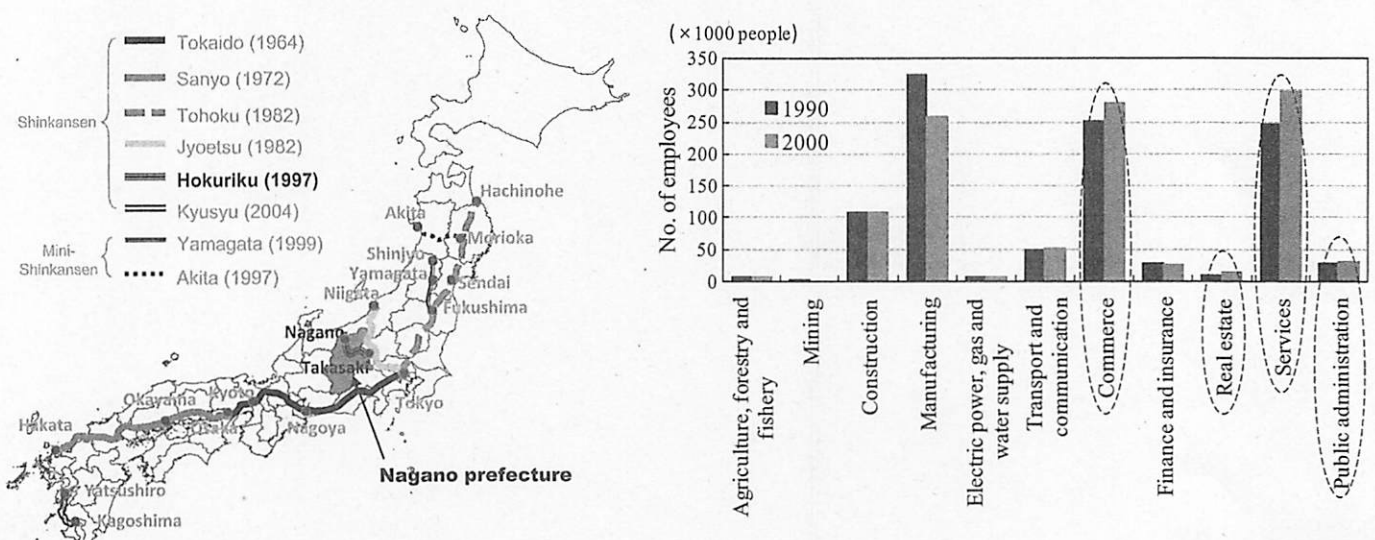 Shinkansen
Tokaido (1964)
Sanyo (1972)
Tohoku (1982)
Jyoetsu (1982)
Hokuriku (1997)
Kyusyu (2004)
Mini-
Shinkansen
Yamagata (1999)
Akita (1997)
Hachinohe
Akita
Morioka
Shinjyo
Yamagata
Sendai
Niigata
Fukushima
Nagano
Takasaki
Tokyo
Okayama
Kyoto
Hakata
Osaka
Nagoya
Nagano prefecture
Yatsushiro
Kagoshima
(×1000 people)
No. of employees
350
300
250
200
150
100
50
0
1990
2000
Agriculture, forestry and
fishery
Mining
Construction
Manufacturing
Electric power, gas and
water supply
Transport and
communication
Commerce
Finance and insurance
Real estate
Services
Public administration